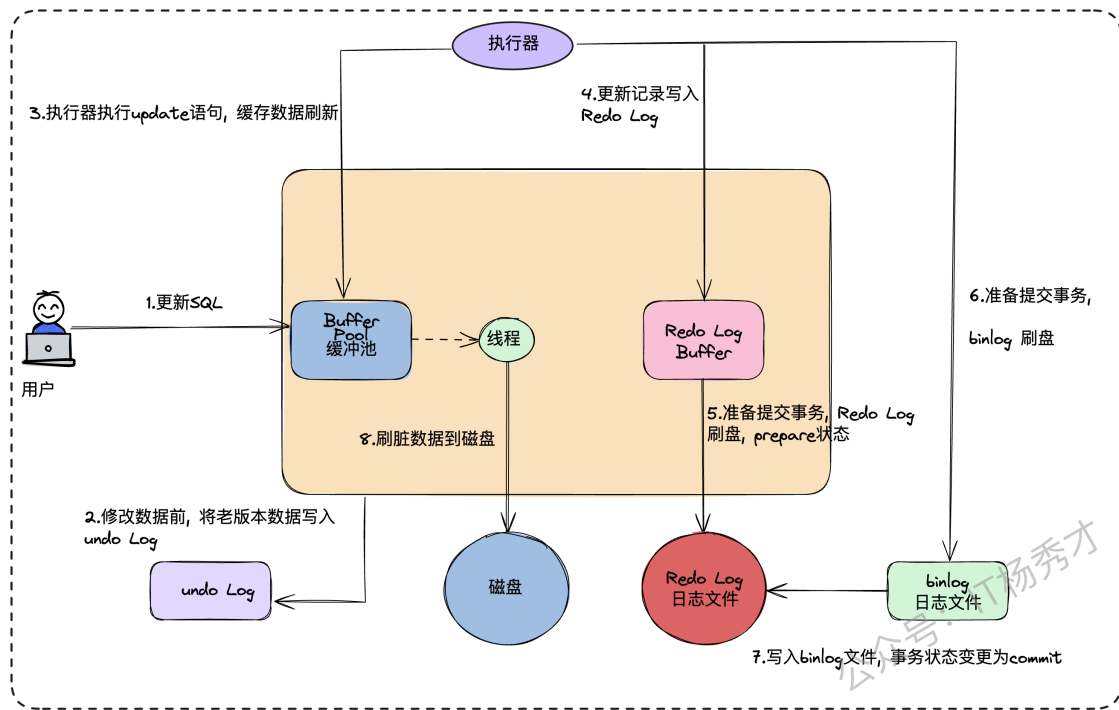 执行器
3.执行器执行update语句, 缓存数据刷新
4.更新记录写入
Redo Log
1.更新SQL
用户
Buffer
Pool
缓冲池
线程
Redo Log
Buffer
6.准备提交事务,
binlog 刷盘
5.准备提交事务, Redo Log
刷盘, prepare状态
8.刷脏数据到磁盘
2.修改数据前, 将老版本数据写入
undo Log
undo Log
磁盘
Redo Log
日志文件
binlog
日志文件
7.写入binlog文件, 事务状态变更为commit
公众号: IT杨秀才